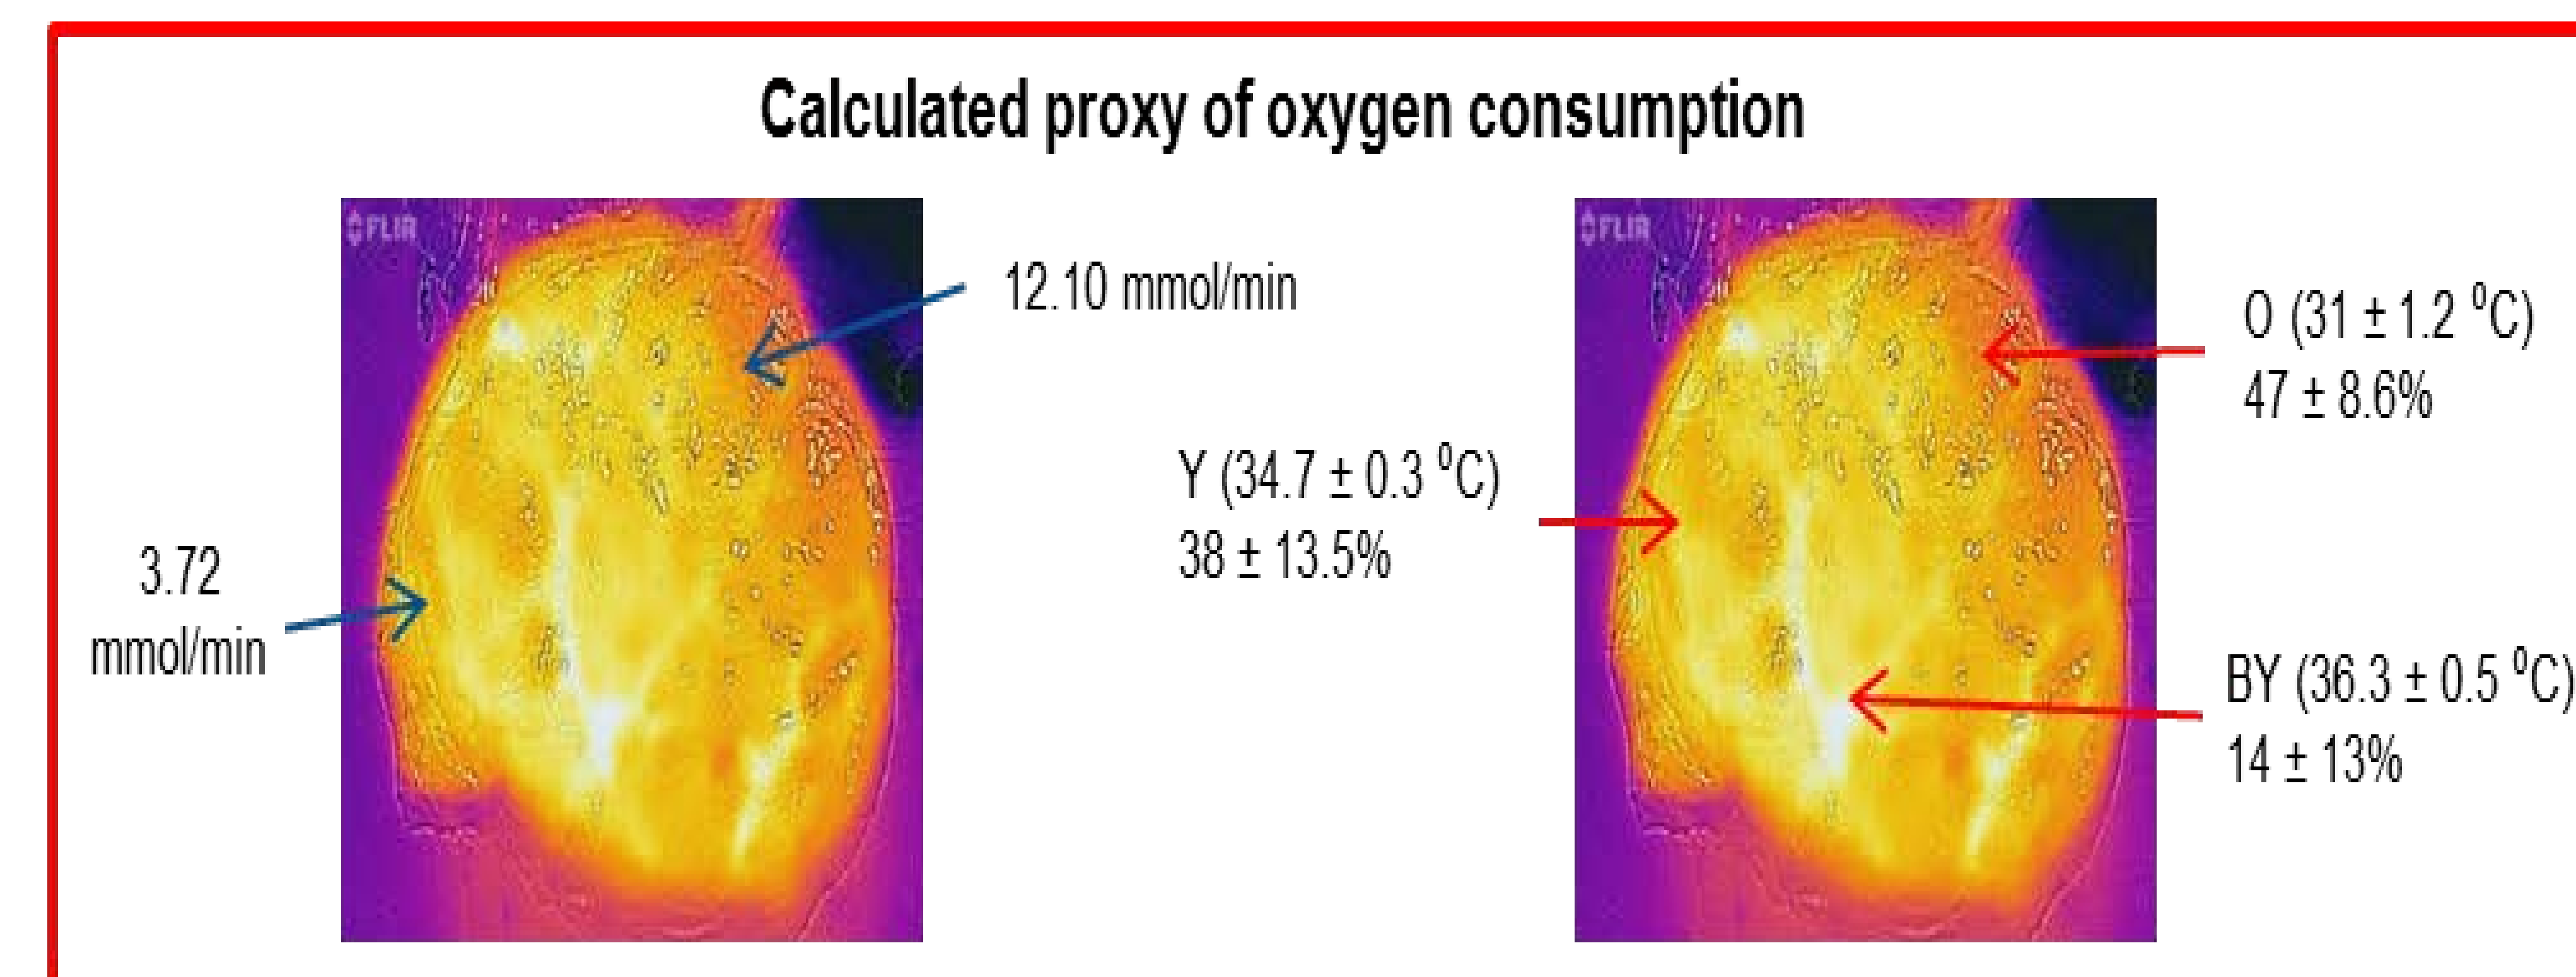 Calculated proxy of oxygen consumption
FLIR
12.10 mmol/min
3.72
mmol/min
FLIR
O (31 ± 1.2 ⁰C)
47 ± 8.6%
Y (34.7 ± 0.3 ⁰C)
38 ± 13.5%
BY (36.3 ± 0.5 ⁰C)
14 ± 13%